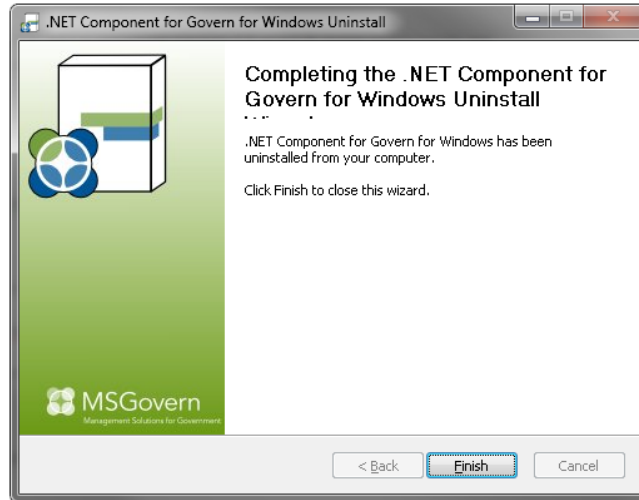 .NET Component for Govern for Windows Uninstall
Completing the .NET Component for
Govern for Windows Uninstall
.NET Component for Govern for Windows has been
uninstalled from your computer.
Click Finish to close this wizard.
MSGovern
Management Solutions for Government
< Back
Finish
Cancel